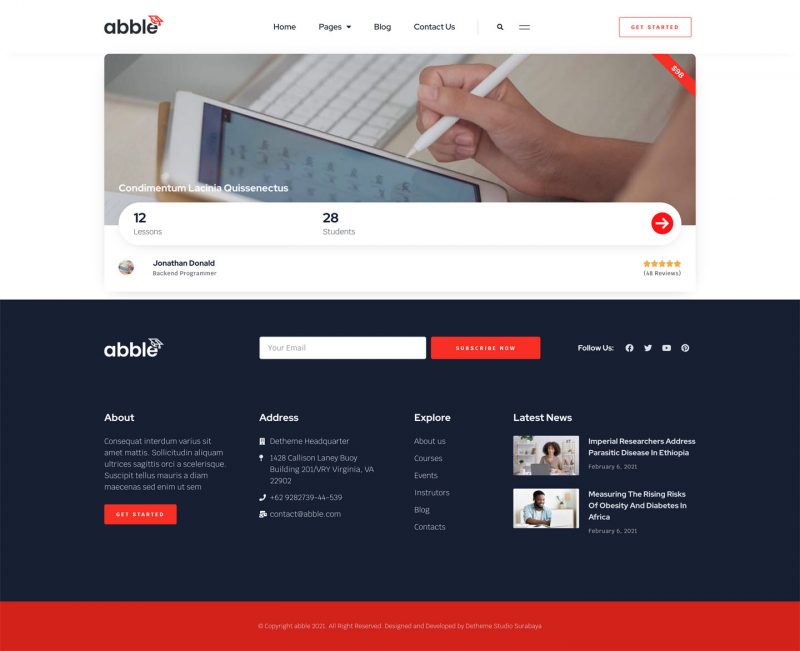 abble
Home
Pages
Blog
Contact Us
GET STARTED
$98
Condimentum Lacinia Quissenectus
12
Lessons
28
Students
Jonathan Donald
Backend Programmer
(48 Reviews)
abble
Your Email
SUBSCRIBE NOW
Follow Us:
About
Consequat interdum varius sit
amet mattis. Sollicitudin aliquam
ultrices sagittis orci a scelerisque.
Suscipit tellus mauris a diam
maecenas sed enim ut sem
GET STARTED
Address
Detheme Headquarter
1428 Callison Laney Buoy
Building 201/VRY Virginia, VA
22902
+62 9282739-44-539
contact@abble.com
Explore
About us
Courses
Events
Instrutors
Blog
Contacts
Latest News
Imperial Researchers Address
Parasitic Disease In Ethiopia
February 6, 2021
Measuring The Rising Risks
Of Obesity And Diabetes In
Africa
February 6, 2021
© Copyright abble 2021. All Right Reserved. Designed and Developed by Detheme Studio Surabaya